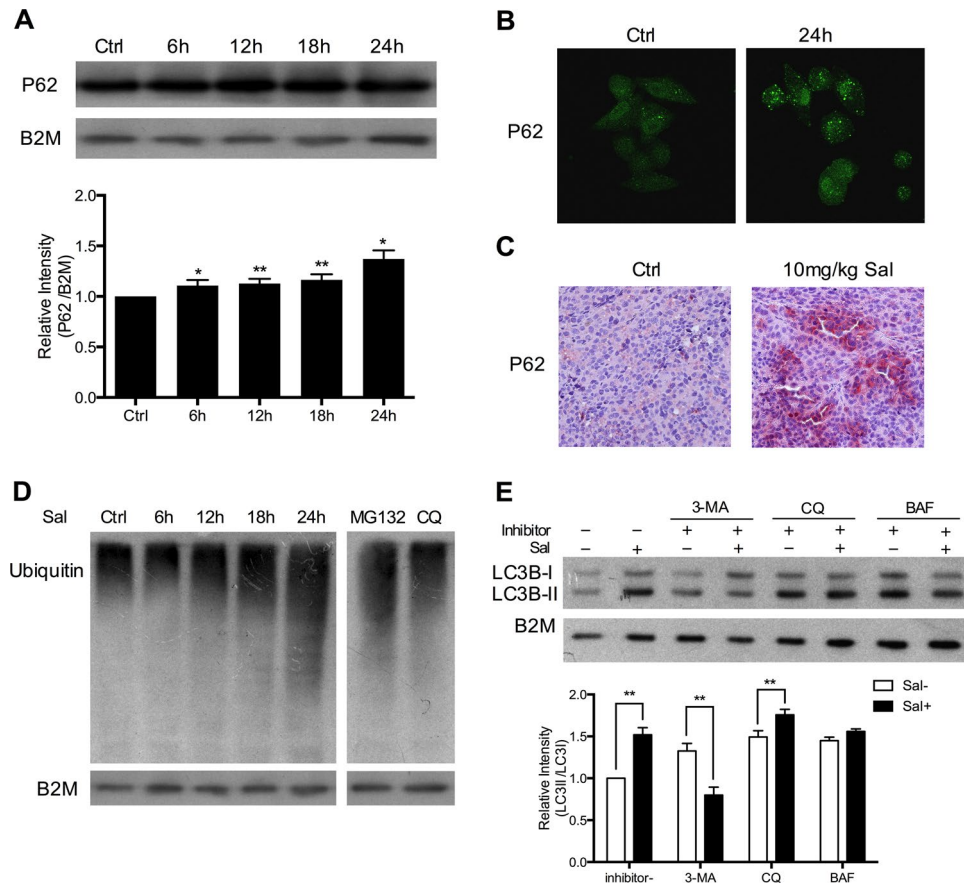 A
Ctrl 6h 12h 18h 24h
P62
B2M
2.0
1.5
1.0
0.5
0.0
Relative Intensity
(P62 /B2M)
* ** ** *
Ctrl 6h 12h 18h 24h
B
Ctrl 24h
P62
C
Ctrl 10mg/kg Sal
P62
D
Sal Ctrl 6h 12h 18h 24h MG132 CQ
Ubiquitin
B2M
E
3-MA CQ BAF
Inhibitor − − + + + + + +
Sal − + − + − + − +
LC3B-I
LC3B-II
B2M
2.0
1.5
1.0
0.5
0.0
Relative Intensity
(LC3II/LC3I)
** ** **
Sal-
Sal+
inhibitor- 3-MA CQ BAF